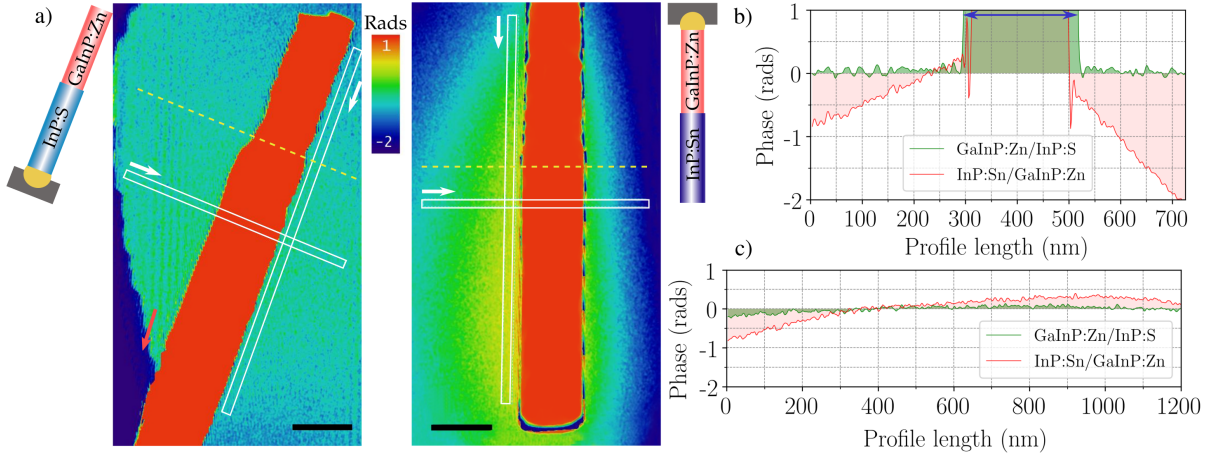 a)
GaInP:Zn
InP:S
Rads
1
-2
GaInP:Zn
InP:Sn
b)
1
0
-1
-2
Phase (rads)
GaInP:Zn/InP:S
InP:Sn/GaInP:Zn
0 100 200 300 400 500 600 700
Profile length (nm)
c)
1
0
-1
-2
Phase (rads)
GaInP:Zn/InP:S
InP:Sn/GaInP:Zn
0 200 400 600 800 1000 1200
Profile length (nm)